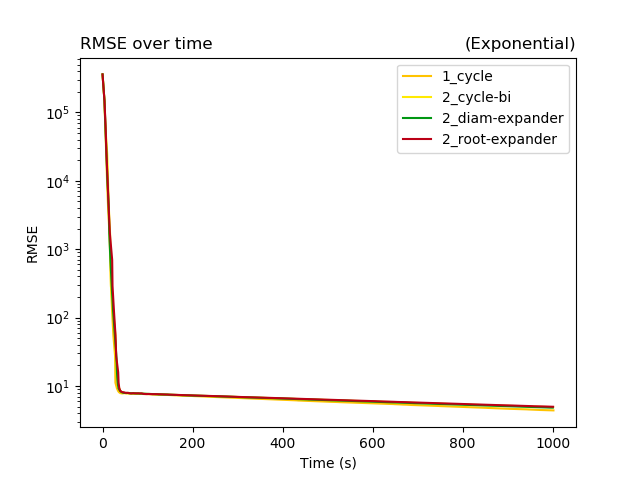 RMSE over time (Exponential)
1_cycle
2_cycle-bi
2_diam-expander
2_root-expander
10^5
10^4
10^3
10^2
10^1
RMSE
0 200 400 600 800 1000
Time (s)